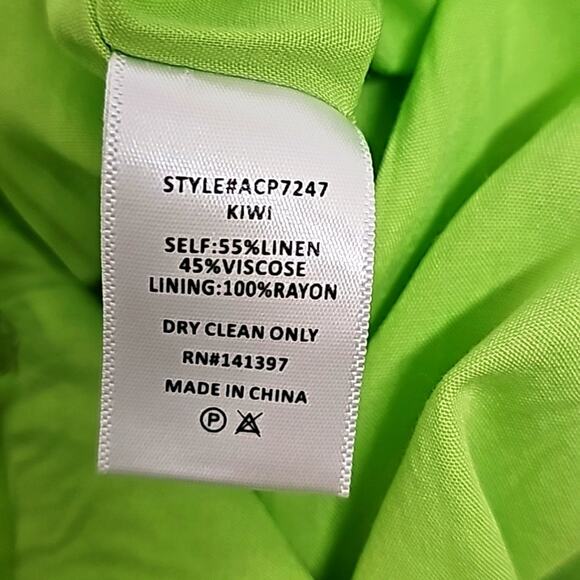 STYLE#ACP7247
KIWI
SELF:55%LINEN
45%VISCOSE
LINING:100%RAYON
DRY CLEAN ONLY
RN#141397
MADE IN CHINA
P